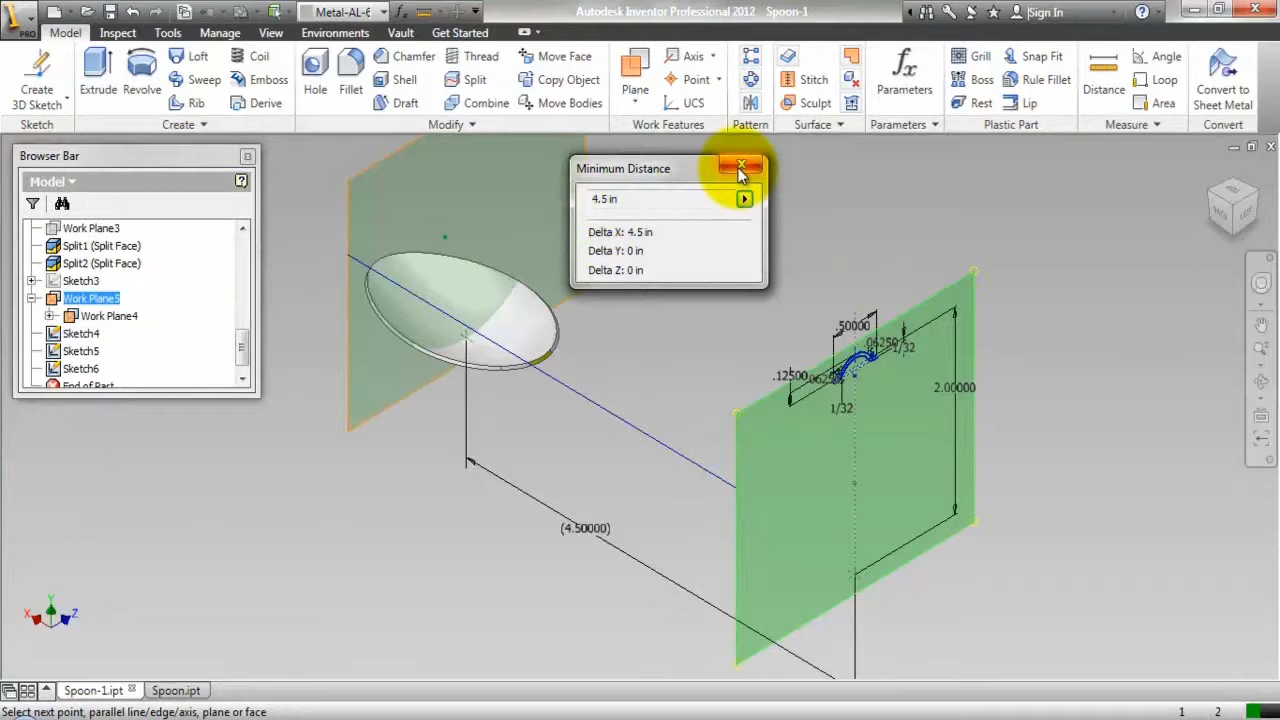 PRO
Metal-AL-6
Autodesk Inventor Professional 2012 Spoon-1
Sign In
Model Inspect Tools Manage View Environments Vault Get Started
Create
3D Sketch
Sketch
Extrude
Revolve
Loft
Sweep
Rib
Coil
Emboss
Derive
Create
Hole
Fillet
Chamfer
Shell
Draft
Thread
Split
Combine
Move Face
Copy Object
Move Bodies
Modify
Plane
Axis
Point
UCS
Work Features
Pattern
Stitch
Sculpt
Surface
Parameters
Parameters
Grill
Boss
Rest
Snap Fit
Rule Fillet
Lip
Plastic Part
Distance
Angle
Loop
Area
Measure
Convert to
Sheet Metal
Convert
Browser Bar
Model
Work Plane3
Split1 (Split Face)
Split2 (Split Face)
Sketch3
Work Plane5
Work Plane4
Sketch4
Sketch5
Sketch6
End of Part
Minimum Distance
4.5 in
Delta X: 4.5 in
Delta Y: 0 in
Delta Z: 0 in
.50000
.06250
1/32
.12500
.06250
1/32
2.00000
(4.50000)
Y
X
Z
Spoon-1.ipt
Spoon.ipt
Select next point, parallel line/edge/axis, plane or face
1 2